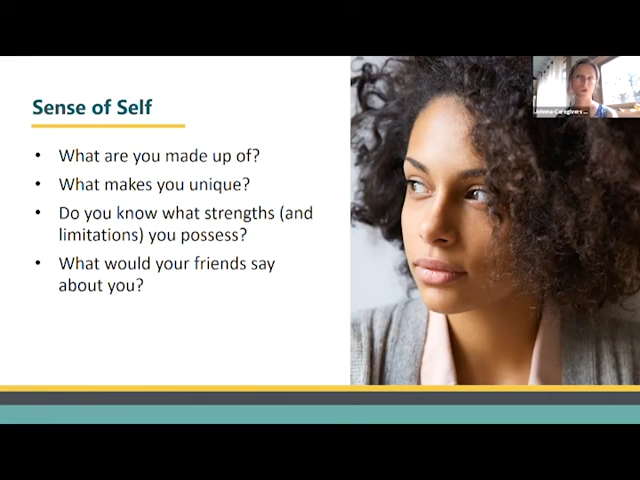 Sense of Self
• What are you made up of?
• What makes you unique?
• Do you know what strengths (and
limitations) you possess?
• What would your friends say
about you?